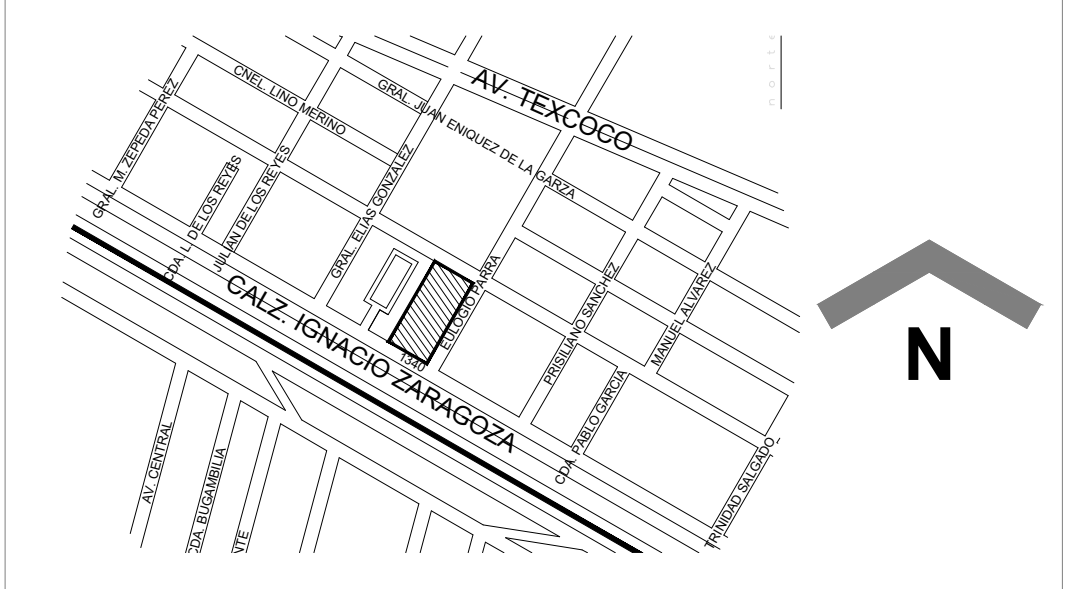 norte
AV. TEXCOCO
CNEL. LINO MERINO
GRAL. JUAN ENIQUEZ DE LA GARZA
GRAL. M. ZEPEDA PEREZ
CDA. L. DE LOS REYES
JULIAN DE LOS REYES
GRAL. ELIAS GONZALEZ
EULOGIO PARRA
PRISILIANO SANCHEZ
MANUEL ALVAREZ
CALZ. IGNACIO ZARAGOZA
1340
CDA. PABLO GARCIA
TRINIDAD SALGADO
AV. CENTRAL
CDA. BUGAMBILIA
NTE
N